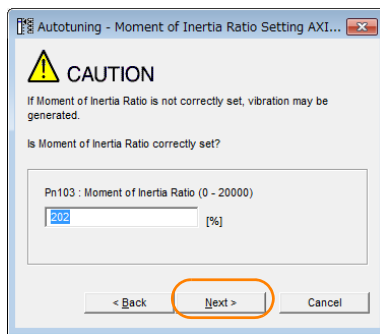 Autotuning - Moment of Inertia Ratio Setting AXI...
CAUTION
If Moment of Inertia Ratio is not correctly set, vibration may be
generated.
Is Moment of Inertia Ratio correctly set?
Pn103 : Moment of Inertia Ratio (0 - 20000)
202 [%]
< Back Next > Cancel